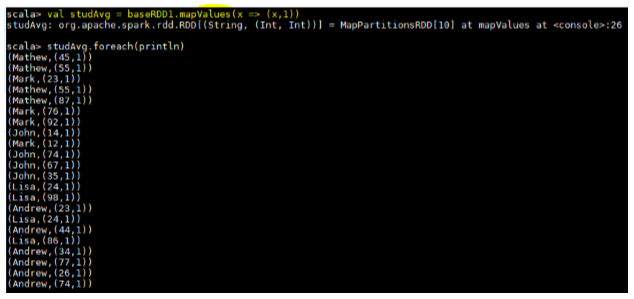 scala> val studAvg = baseRDD1.mapValues(x => (x,1))
studAvg: org.apache.spark.rdd.RDD[(String, (Int, Int))] = MapPartitionsRDD[10] at mapValues at <console>:26
scala> studAvg.foreach(println)
(Mathew,(45,1))
(Mathew,(55,1))
(Mark,(23,1))
(Mathew,(55,1))
(Mathew,(87,1))
(Mark,(76,1))
(Mark,(92,1))
(John,(14,1))
(Mark,(12,1))
(John,(74,1))
(John,(67,1))
(John,(35,1))
(Lisa,(24,1))
(Lisa,(98,1))
(Andrew,(23,1))
(Lisa,(24,1))
(Andrew,(44,1))
(Lisa,(86,1))
(Andrew,(34,1))
(Andrew,(77,1))
(Andrew,(26,1))
(Andrew,(74,1))